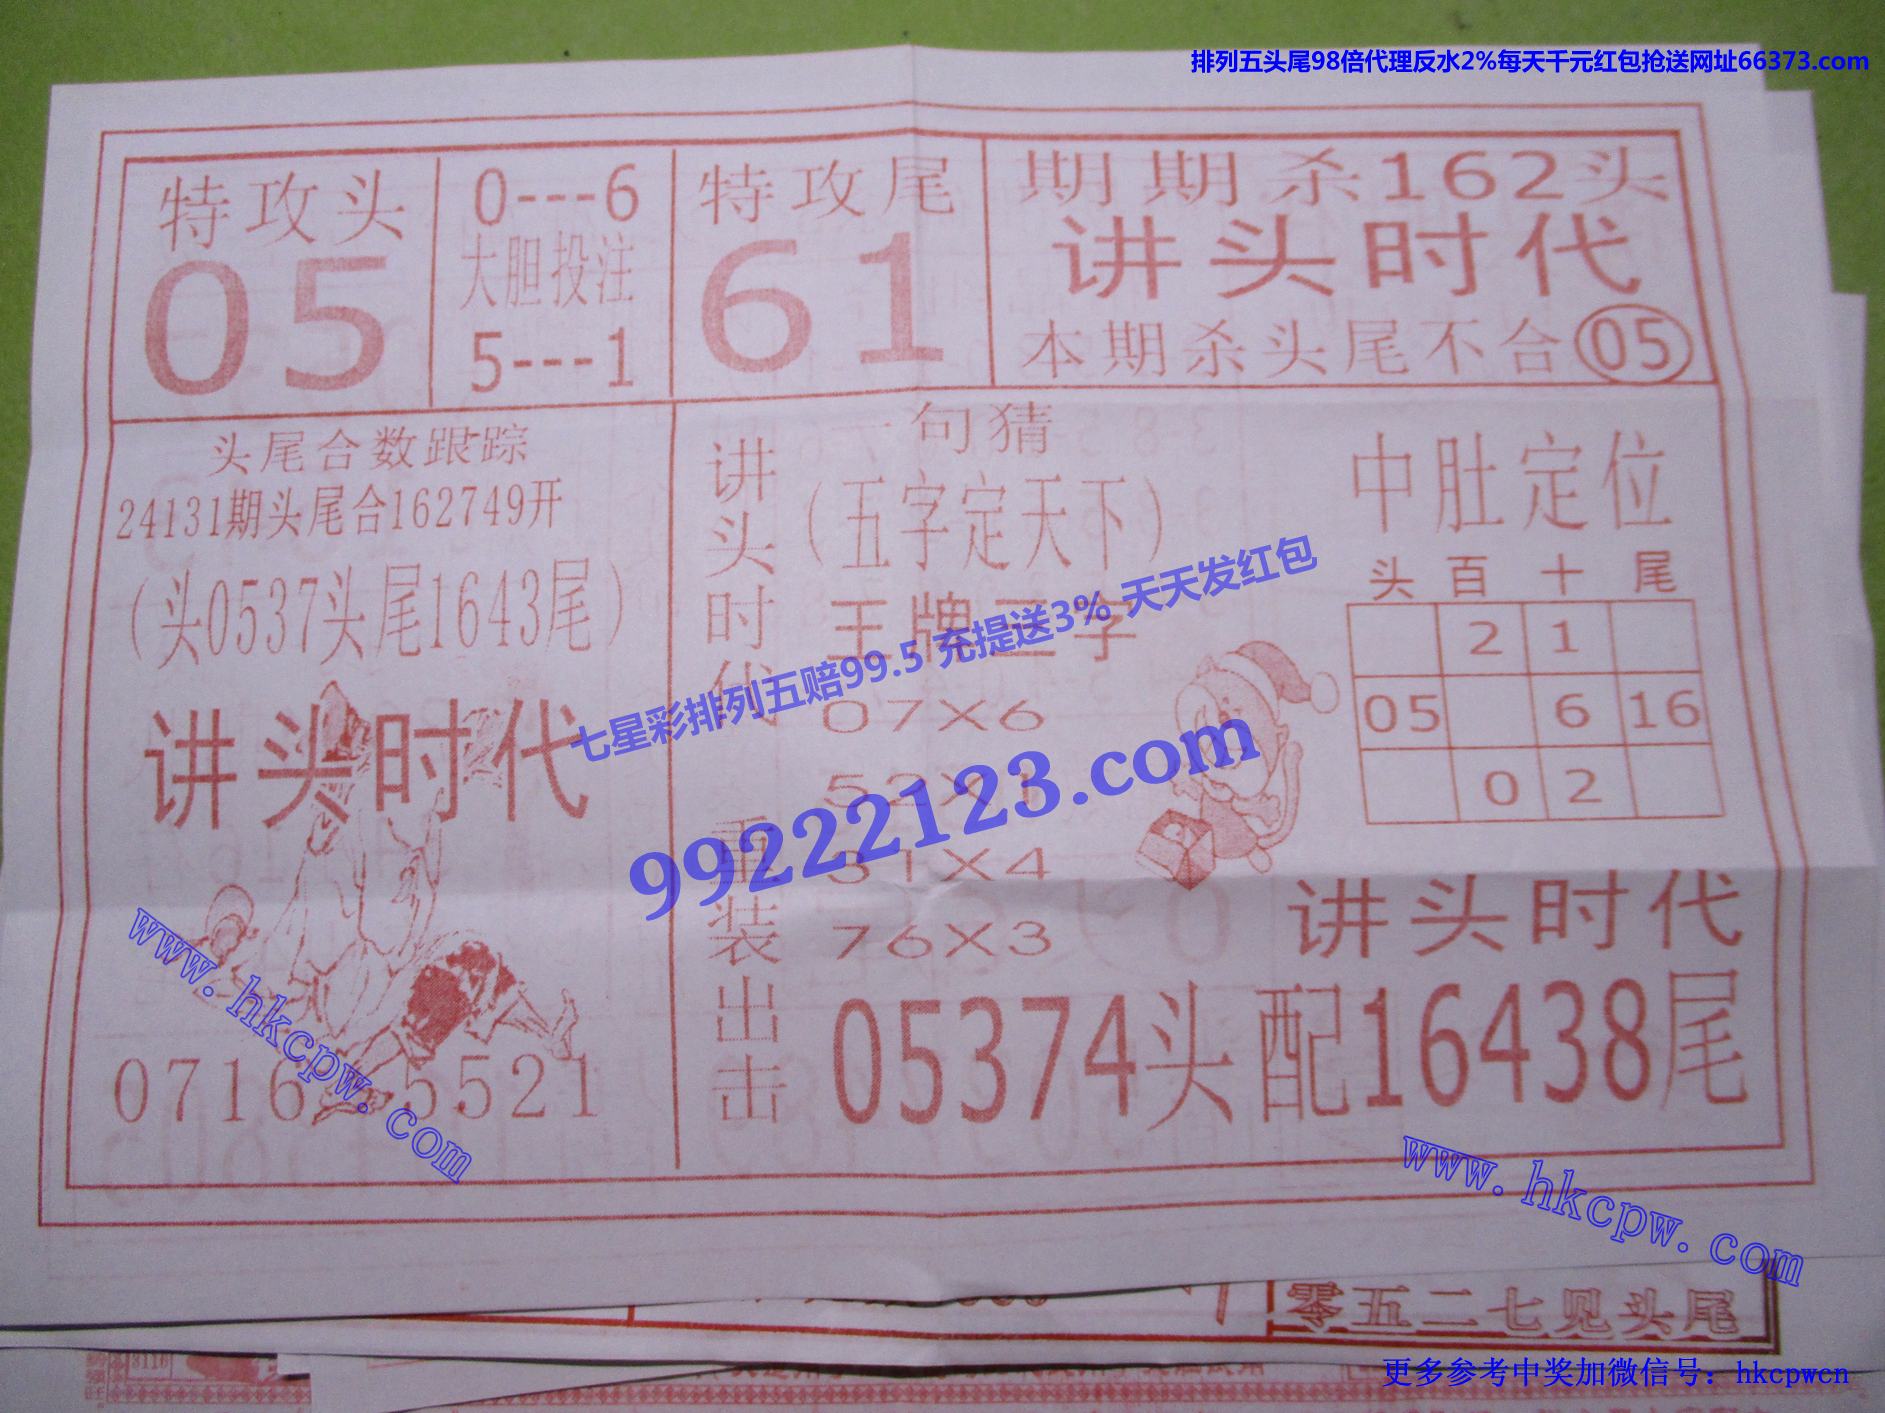 排列五头尾98倍代理反水2%每天千元红包抢送网址66373.com
特攻头
05
0---6
大胆投注
5---1
特攻尾
61
期期杀162头
讲头时代
本期杀头尾不合05
头尾合数跟踪
24131期头尾合162749开
(头0537头尾1643尾)
讲头时代
0716 5521
讲头时代
重装出击
一句猜
(五字定天下)
王牌三字
07X6
52X1
31X4
76X3
中肚定位
头 百 十 尾
2 1
05 6 16
0 2
讲头时代
05374头配16438尾
七星彩排列五赔99.5 充提送3% 天天发红包
99222123.com
www.hkcpw.com
www.hkcpw.com
零五二七见头尾
更多参考中奖加微信号：hkcpwcn